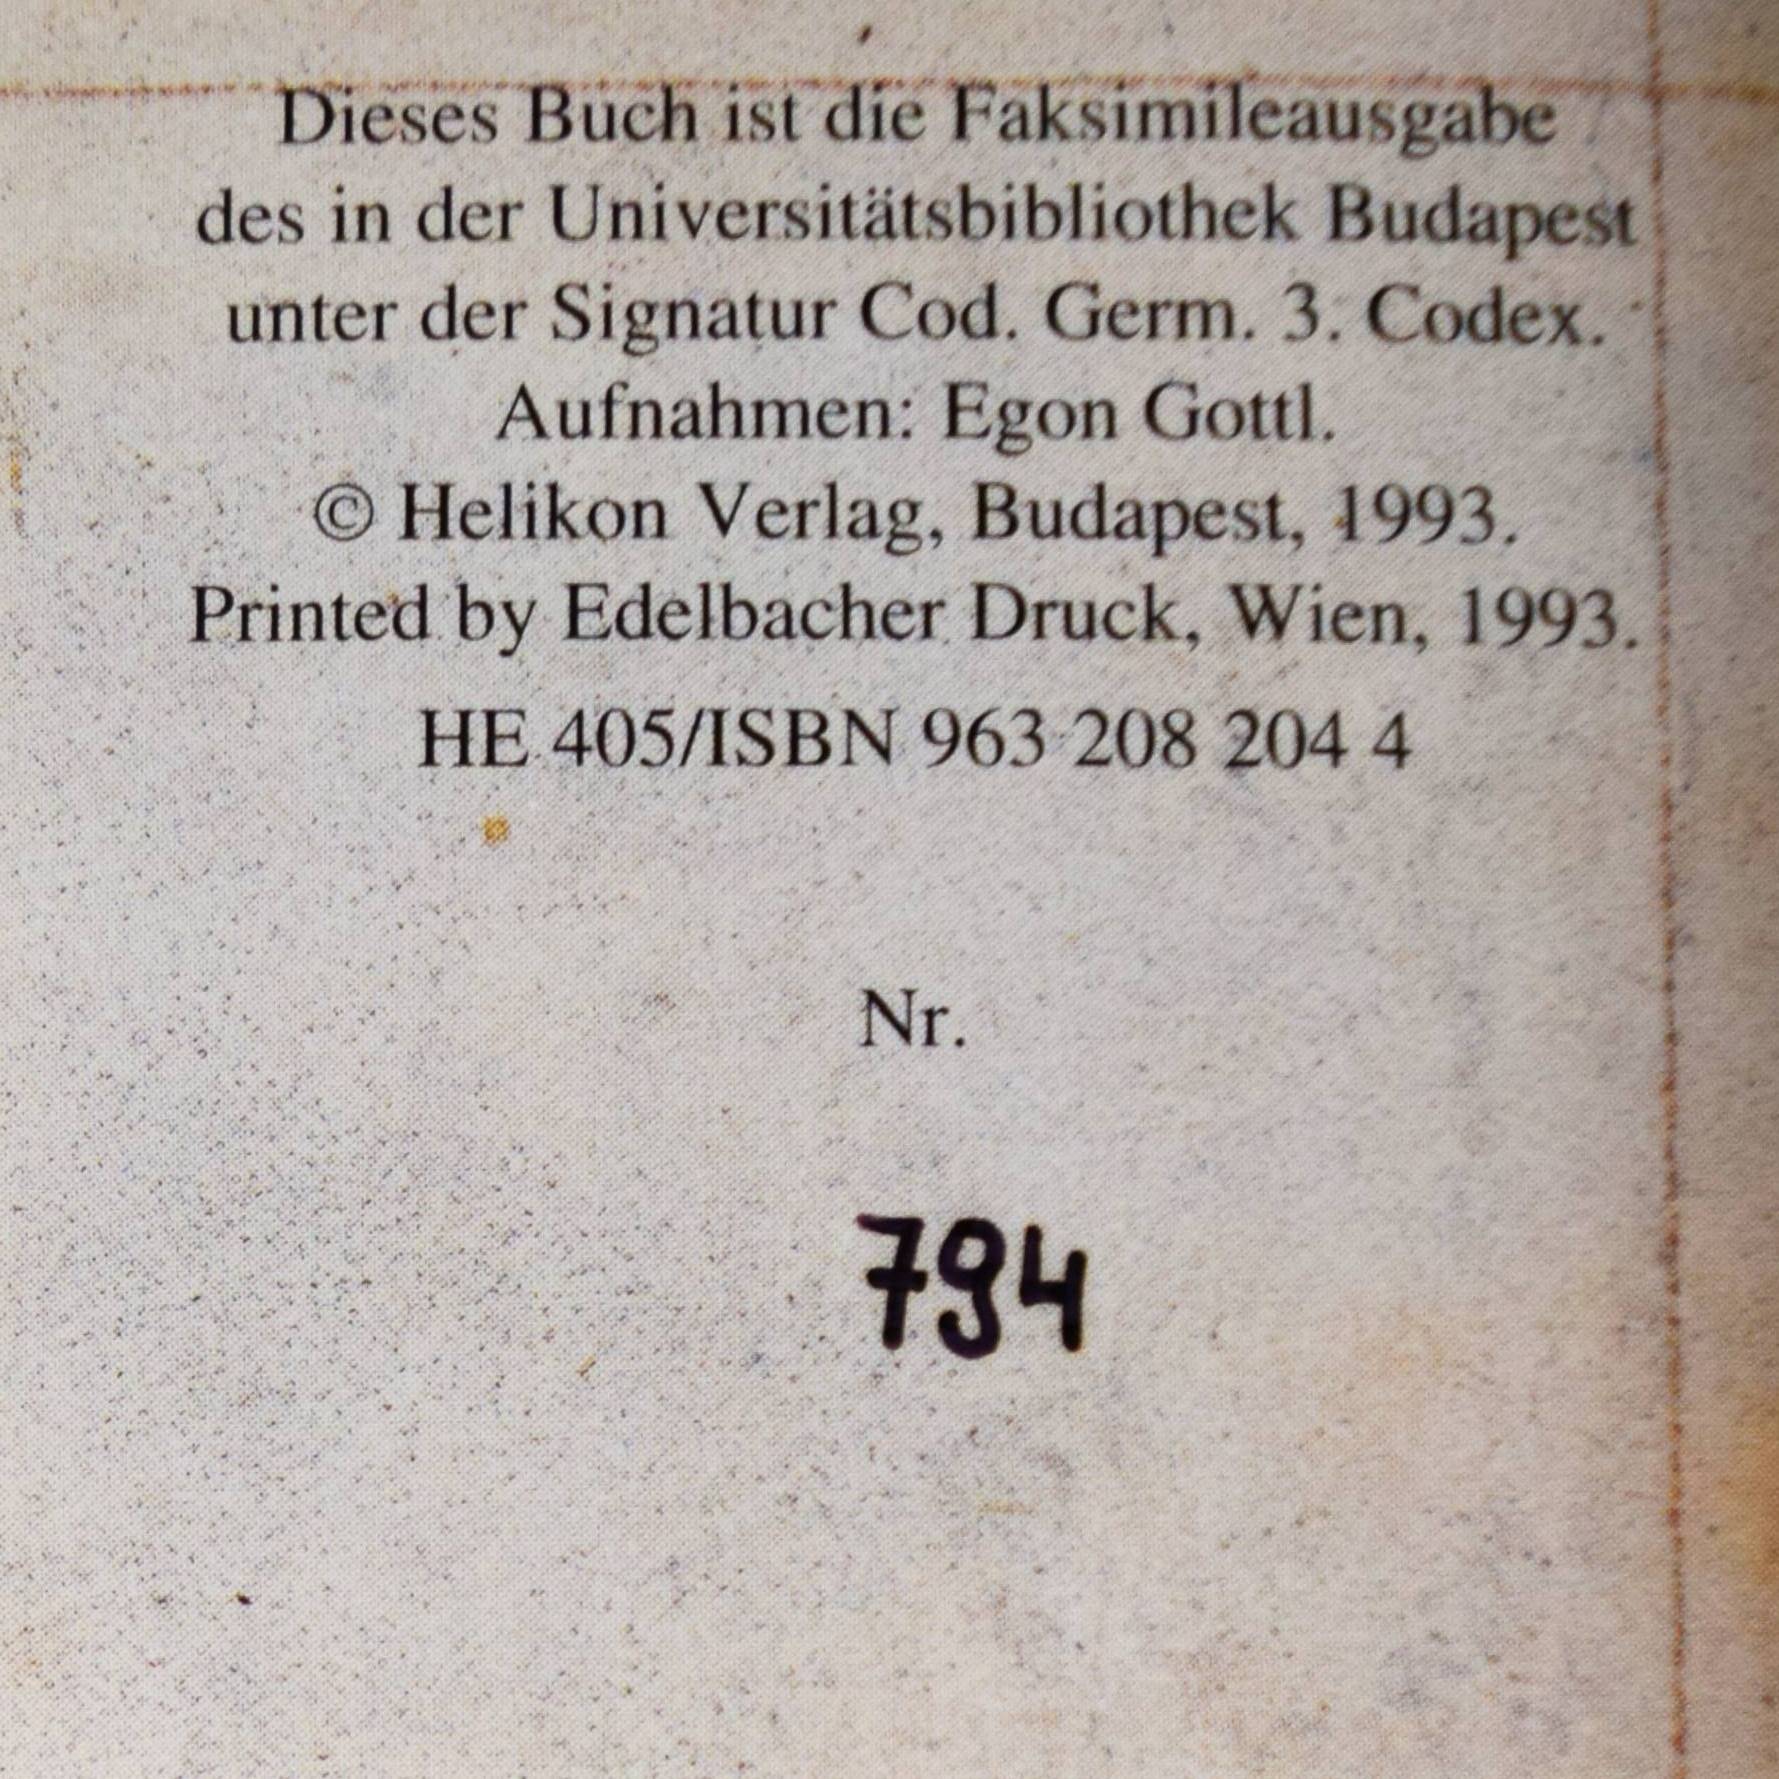 Dieses Buch ist die Faksimileausgabe
des in der Universitätsbibliothek Budapest
unter der Signatur Cod. Germ. 3. Codex.
Aufnahmen: Egon Gottl.
© Helikon Verlag, Budapest, 1993.
Printed by Edelbacher Druck, Wien, 1993.
HE 405/ISBN 963 208 204 4
Nr.
794